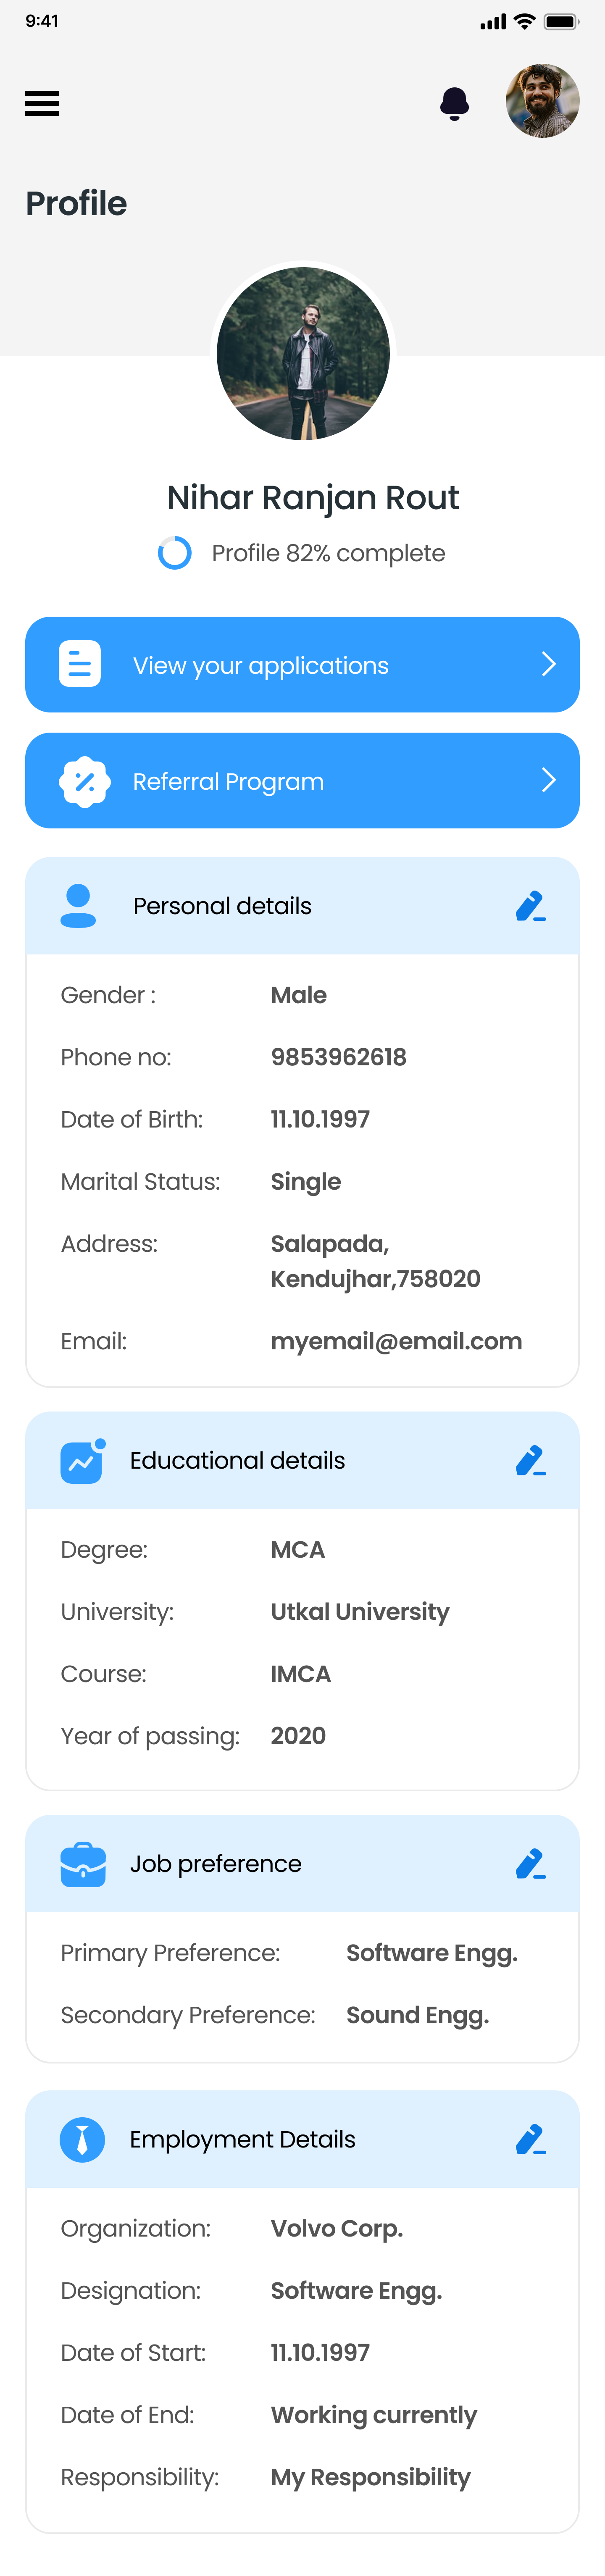 9:41
Profile
Nihar Ranjan Rout
Profile 82% complete
View your applications
Referral Program
Personal details
Gender : Male
Phone no: 9853962618
Date of Birth: 11.10.1997
Marital Status: Single
Address: Salapada,
Kendujhar,758020
Email: myemail@email.com
Educational details
Degree: MCA
University: Utkal University
Course: IMCA
Year of passing: 2020
Job preference
Primary Preference: Software Engg.
Secondary Preference: Sound Engg.
Employment Details
Organization: Volvo Corp.
Designation: Software Engg.
Date of Start: 11.10.1997
Date of End: Working currently
Responsibility: My Responsibility